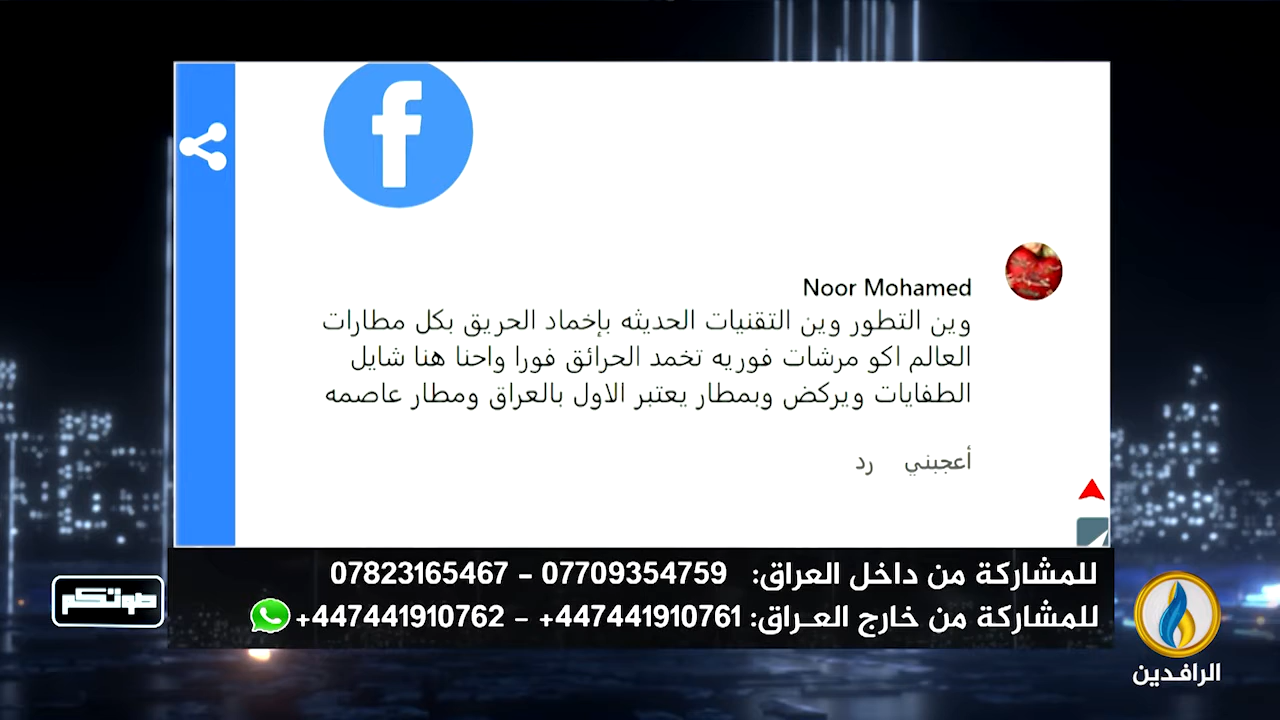 Noor Mohamed
وين التطور وين التقنيات الحديثه بإخماد الحريق بكل مطارات
العالم اكو مرشات فوريه تخمد الحرائق فورا واحنا هنا شايل
الطفايات ويركض وبمطار يعتبر الاول بالعراق ومطار عاصمه
أعجبني رد
للمشاركة من داخل العراق: 07709354759 - 07823165467
للمشاركة من خارج العـراق: 447441910761+ - 447441910762+
صوتكم
الرافدين